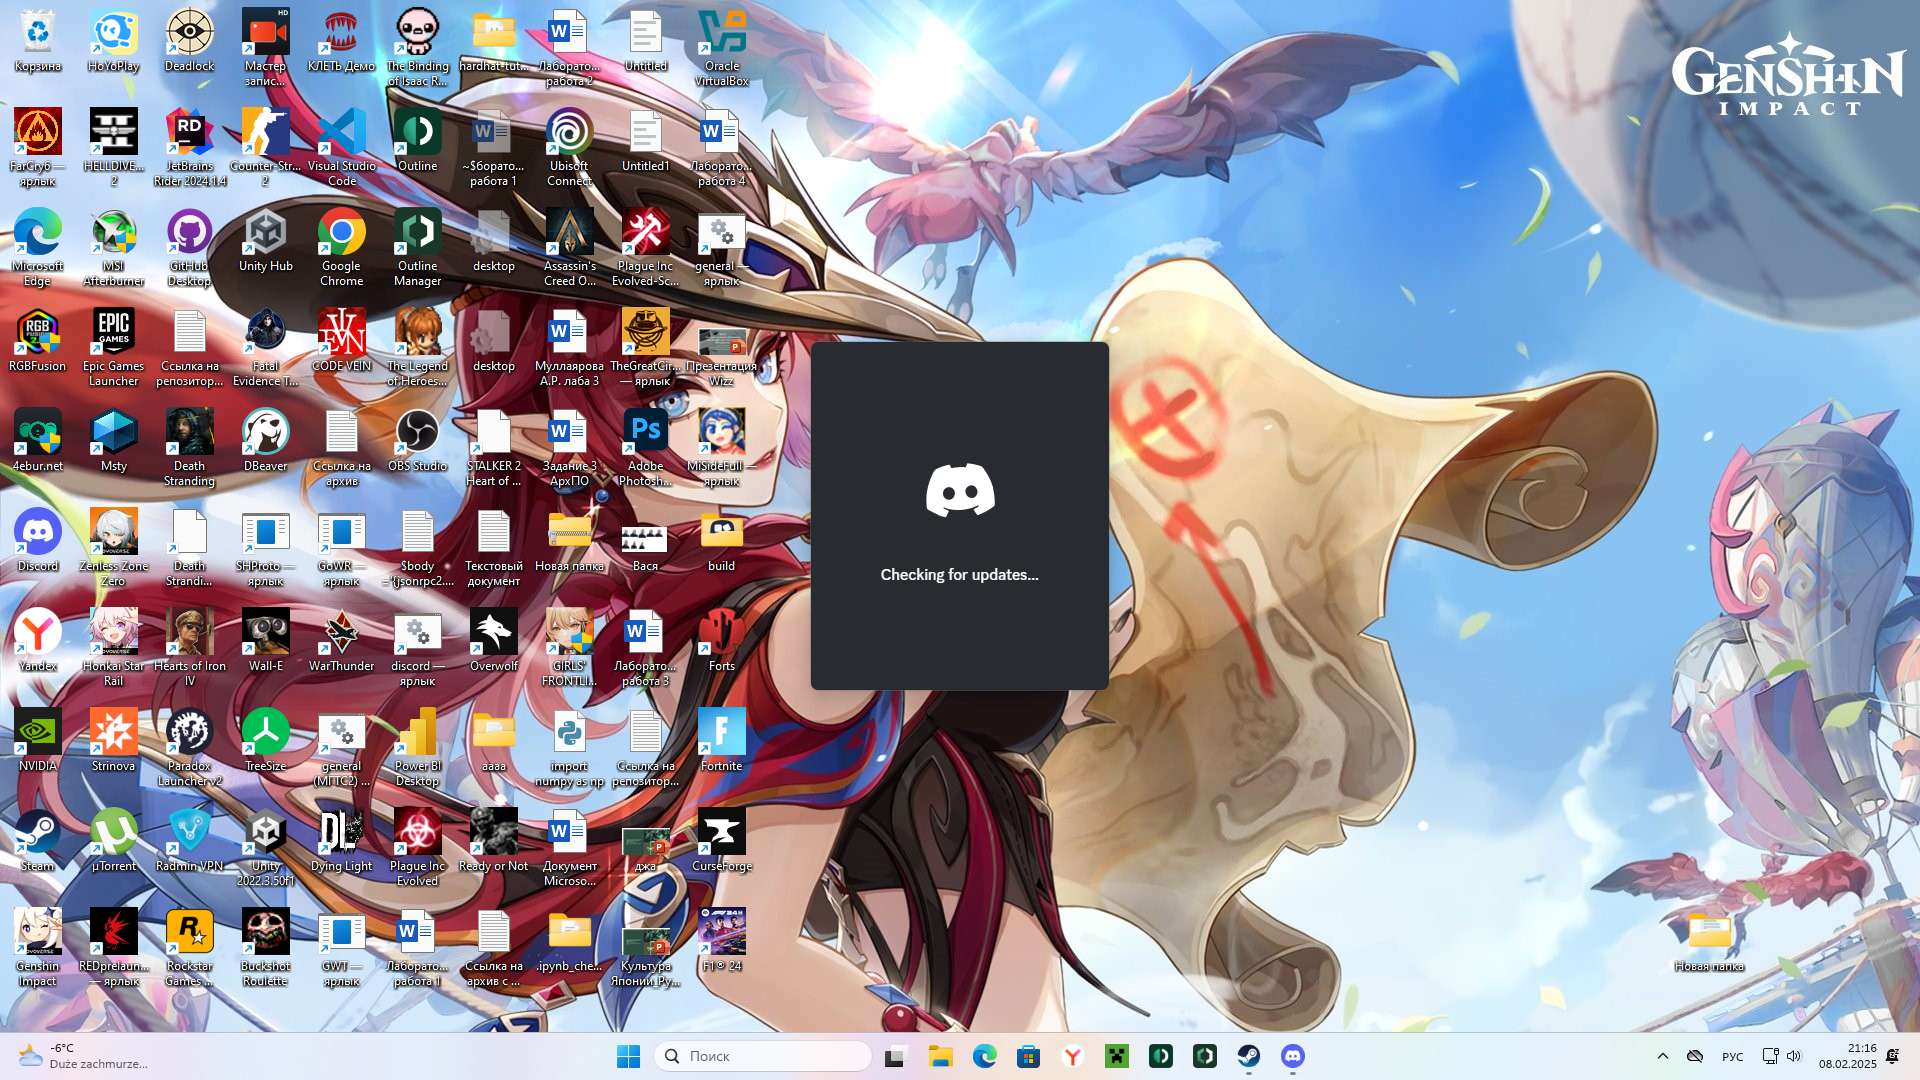 Корзина
HoYoPlay
Deadlock
Мастер
запис...
HD
КЛЕТЬ Демо
The Binding
of Isaac R...
hardhat-tut...
Лаборато...
работа 2
Untitled
Oracle
VirtualBox
GENSHIN
IMPACT
FarCry6 —
ярлык
HELLDIVE...
2
JetBrains
Rider 2024.1.4
Counter-Str...
2
Visual Studio
Code
Outline
~$борато...
работа 1
Ubisoft
Connect
Untitled1
Лаборато...
работа 4
Microsoft
Edge
MSI
Afterburner
GitHub
Desktop
Unity Hub
Google
Chrome
Outline
Manager
desktop
Assassin's
Creed O...
Plague Inc
Evolved-Sc...
general —
ярлык
RGBFusion
Epic Games
Launcher
Ссылка на
репозитор...
Fatal
Evidence T...
CODE VEIN
The Legend
of Heroes...
desktop
Муллаярова
А.Р. лаба 3
TheGreatCir...
— ярлык
Презентация
Wizz
4ebur.net
Msty
Death
Stranding
DBeaver
Ссылка на
архив
OBS Studio
STALKER 2
Heart of ...
Задание 3
АрхПО
Adobe
Photosh...
MiSideFull —
ярлык
Discord
Zenless Zone
Zero
Death
Strandi...
SHProto —
ярлык
GoWR —
ярлык
$body
={jsonrpc2....
Текстовый
документ
Новая папка
Вася
build
Checking for updates...
Yandex
Honkai Star
Rail
Hearts of Iron
IV
Wall-E
WarThunder
discord —
ярлык
Overwolf
GIRLS'
FRONTLI...
Лаборато...
работа 3
Forts
NVIDIA
Strinova
Paradox
Launcher v2
TreeSize
general
(МГТС2) ...
Power BI
Desktop
aaaa
import
numpy as np
Ссылка на
репозитор...
Fortnite
Steam
µTorrent
Radmin VPN
Unity
2022.3.50f1
Dying Light
Plague Inc
Evolved
Ready or Not
Документ
Microso...
джа
CurseForge
Genshin
Impact
REDprelaun...
— ярлык
Rockstar
Games ...
Buckshot
Roulette
GWT —
ярлык
Лаборато...
работа 1
Ссылка на
архив с ...
.ipynb_che...
Культура
Японии_Ру...
F1® 24
Новая папка
-6°C
Duże zachmurze...
Поиск
РУС
21:16
08.02.2025